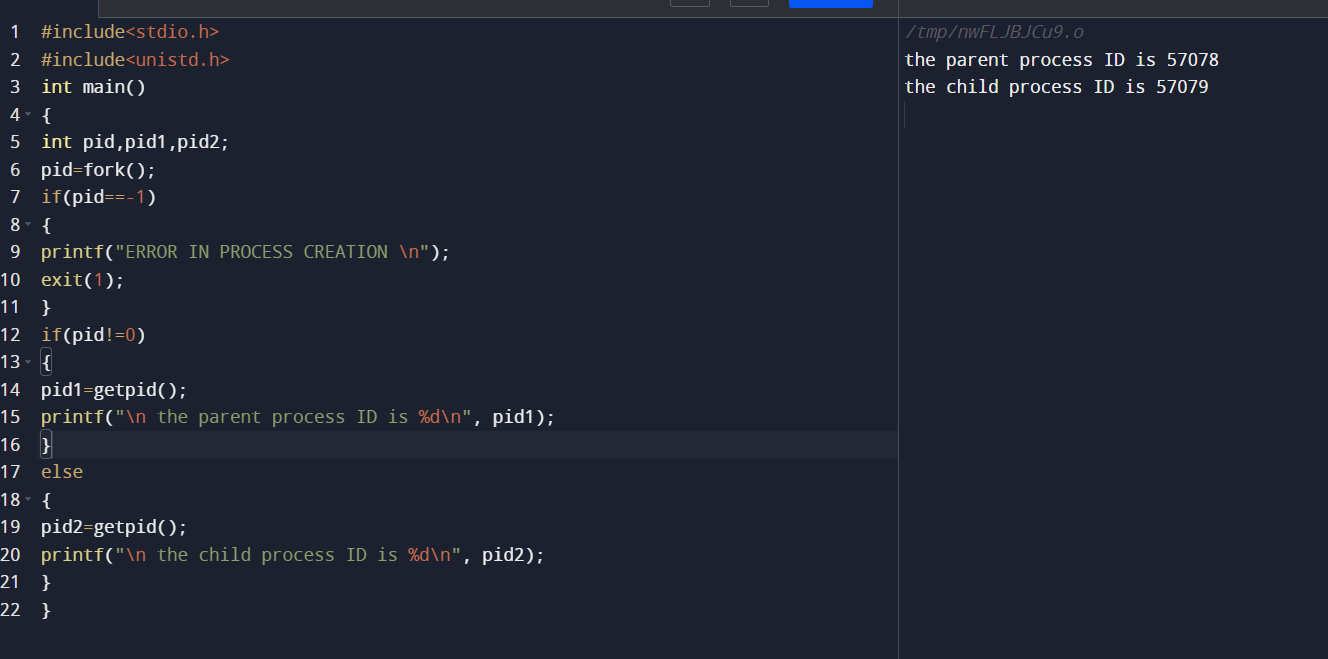 1 #include<stdio.h>
2 #include<unistd.h>
3 int main()
4 {
5 int pid,pid1,pid2;
6 pid=fork();
7 if(pid==-1)
8 {
9 printf("ERROR IN PROCESS CREATION \n");
10 exit(1);
11 }
12 if(pid!=0)
13 {
14 pid1=getpid();
15 printf("\n the parent process ID is %d\n", pid1);
16 }
17 else
18 {
19 pid2=getpid();
20 printf("\n the child process ID is %d\n", pid2);
21 }
22 }
/tmp/nwFLJBJCu9.o
the parent process ID is 57078
the child process ID is 57079